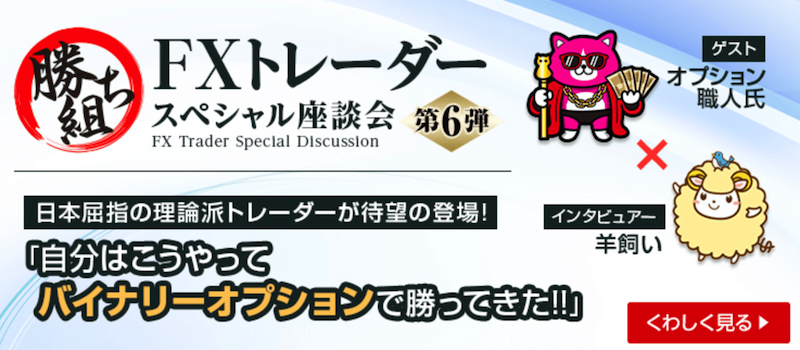 勝ち組
FXトレーダー
スペシャル座談会 第6弾
FX Trader Special Discussion
日本屈指の理論派トレーダーが待望の登場!
「自分はこうやって
バイナリーオプションで勝ってきた!!」
ゲスト
オプション
職人氏
×
インタビュアー
羊飼い
くわしく見る